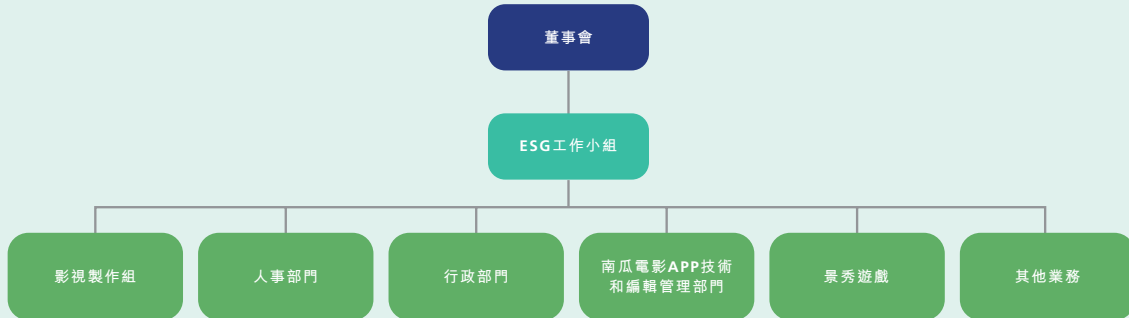 董事會
ESG工作小組
影視製作組
人事部門
行政部門
南瓜電影APP技術
和編輯管理部門
景秀遊戲
其他業務